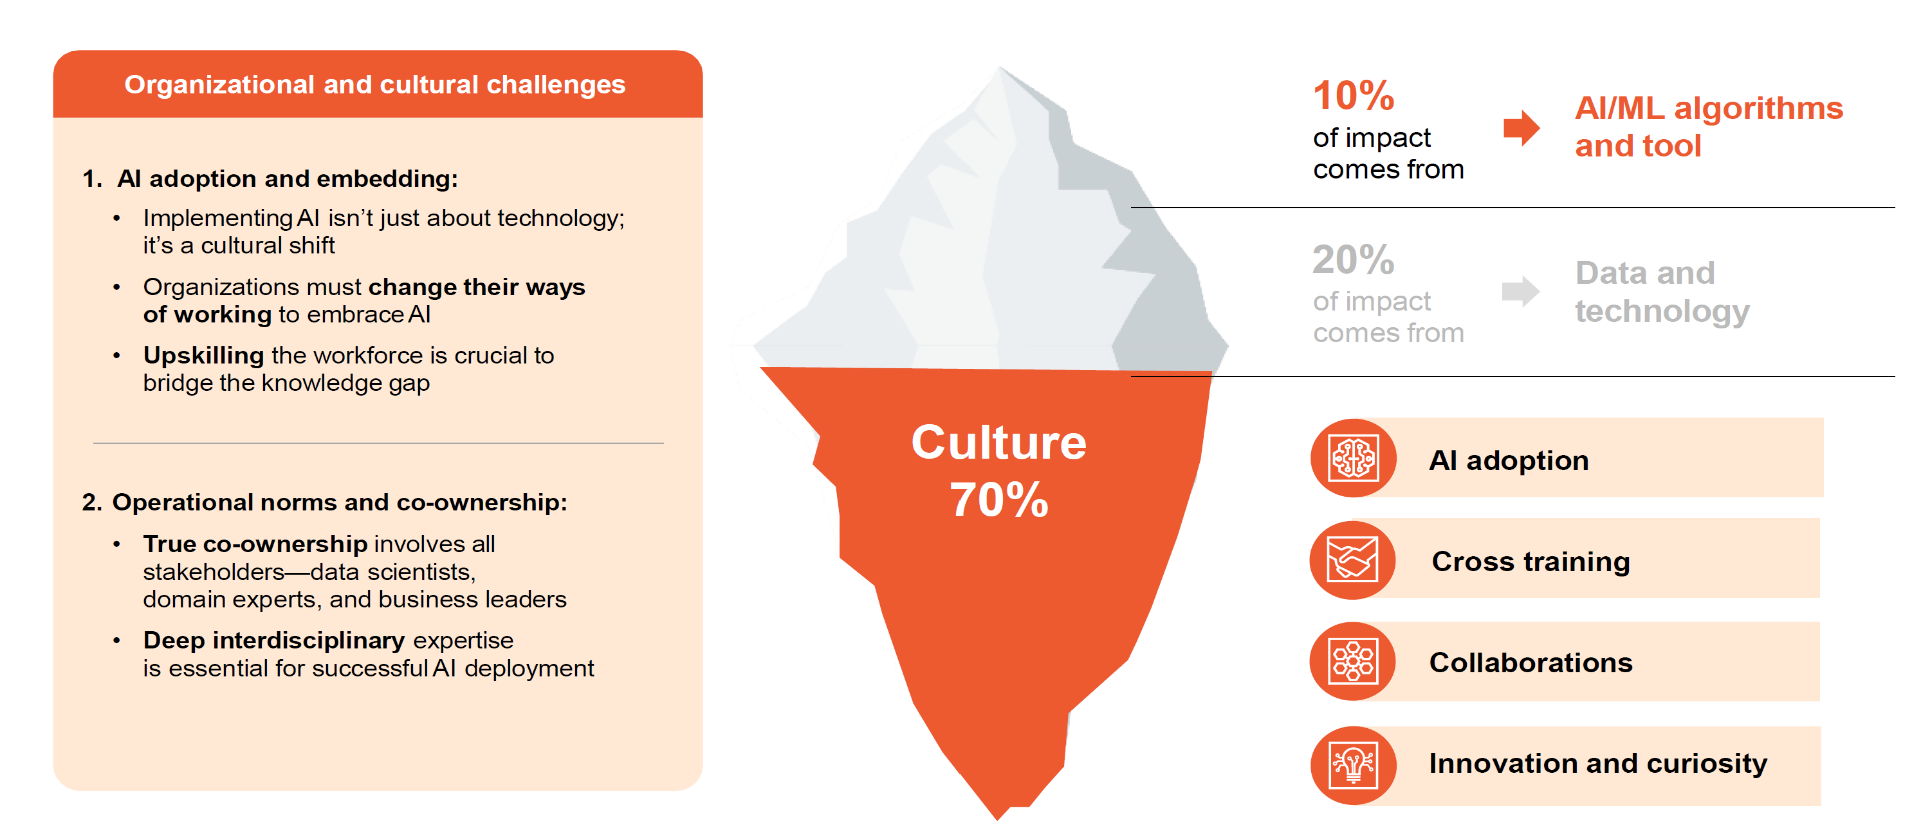 Organizational and cultural challenges
1. AI adoption and embedding:
• Implementing AI isn’t just about technology;
it’s a cultural shift
• Organizations must change their ways
of working to embrace AI
• Upskilling the workforce is crucial to
bridge the knowledge gap
2. Operational norms and co-ownership:
• True co-ownership involves all
stakeholders—data scientists,
domain experts, and business leaders
• Deep interdisciplinary expertise
is essential for successful AI deployment
Culture
70%
10%
of impact
comes from
AI/ML algorithms
and tool
20%
of impact
comes from
Data and
technology
AI adoption
Cross training
Collaborations
Innovation and curiosity